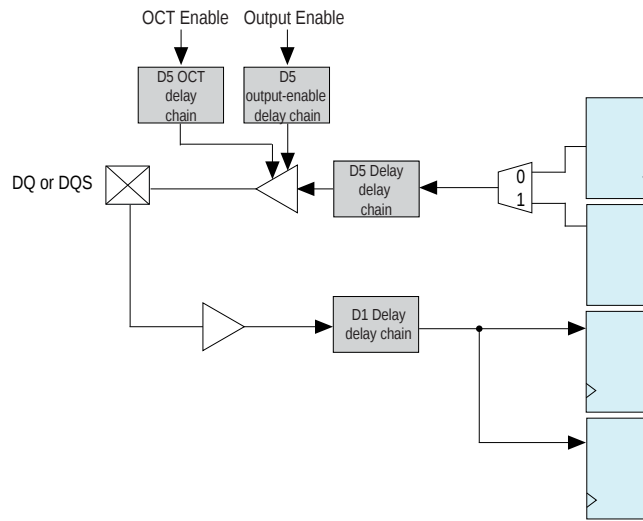 OCT Enable
Output Enable
D5 OCT
delay
chain
D5
output-enable
delay chain
DQ or DQS
D5 Delay
delay
chain
0
1
D1 Delay
delay chain